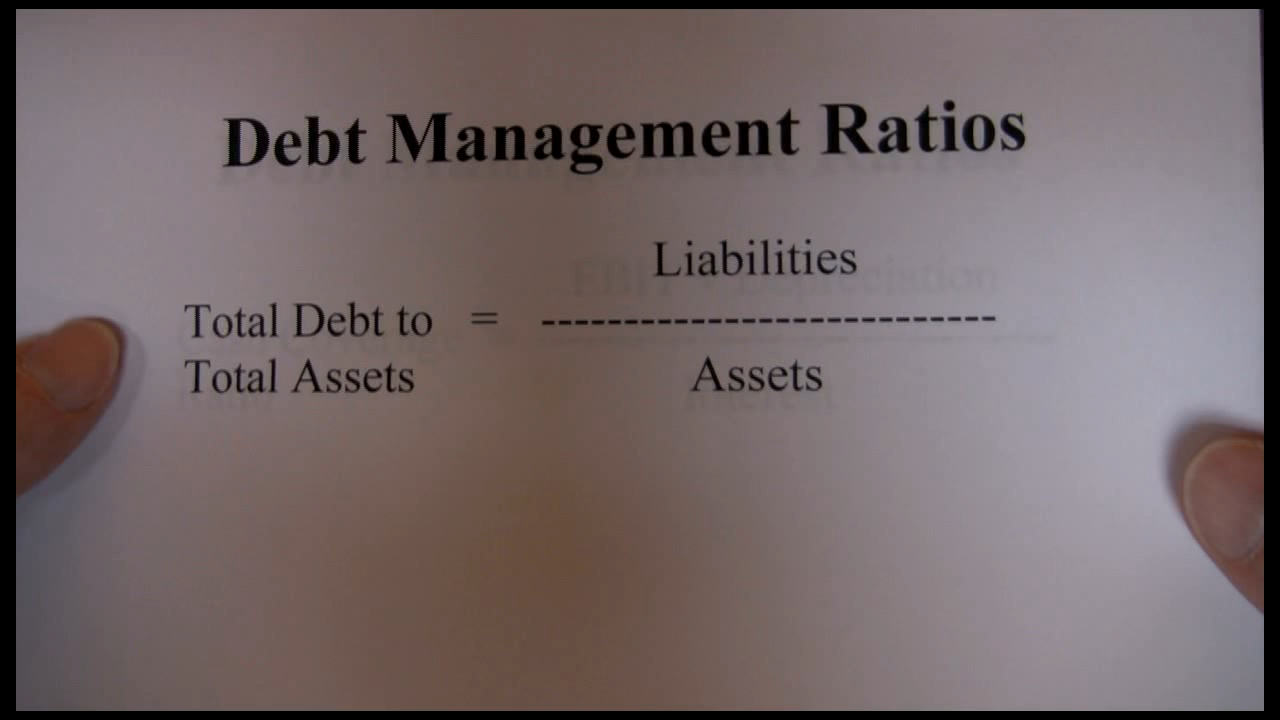 Debt Management Ratios
Liabilities
Total Debt to = ---------------------------
Total Assets
Assets